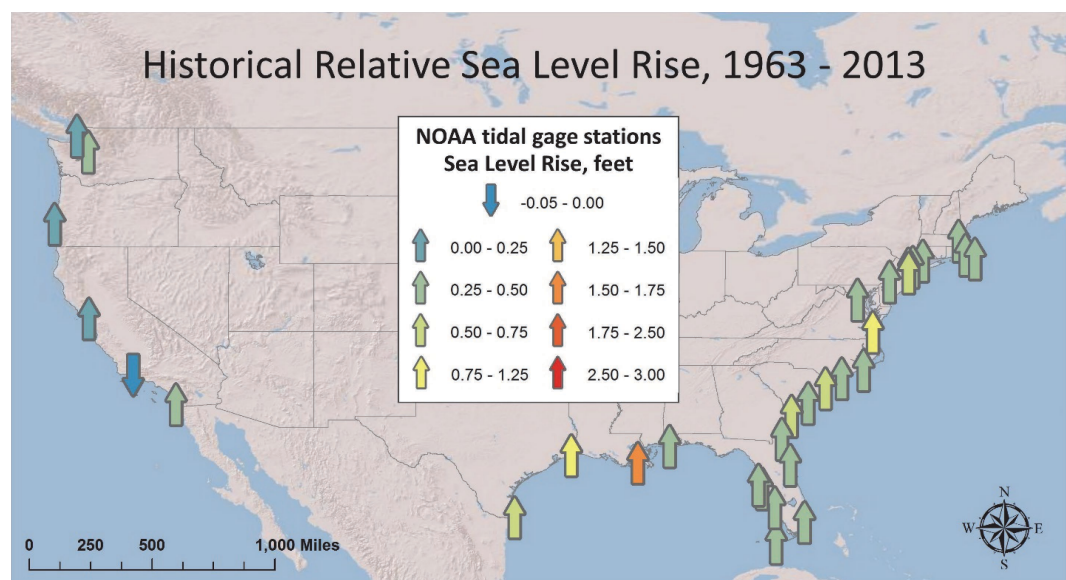 Historical Relative Sea Level Rise, 1963 - 2013
NOAA tidal gage stations
Sea Level Rise, feet
-0.05 - 0.00
0.00 - 0.25
1.25 - 1.50
0.25 - 0.50
1.50 - 1.75
0.50 - 0.75
1.75 - 2.50
0.75 - 1.25
2.50 - 3.00
0 250 500 1,000 Miles
N
W E
S